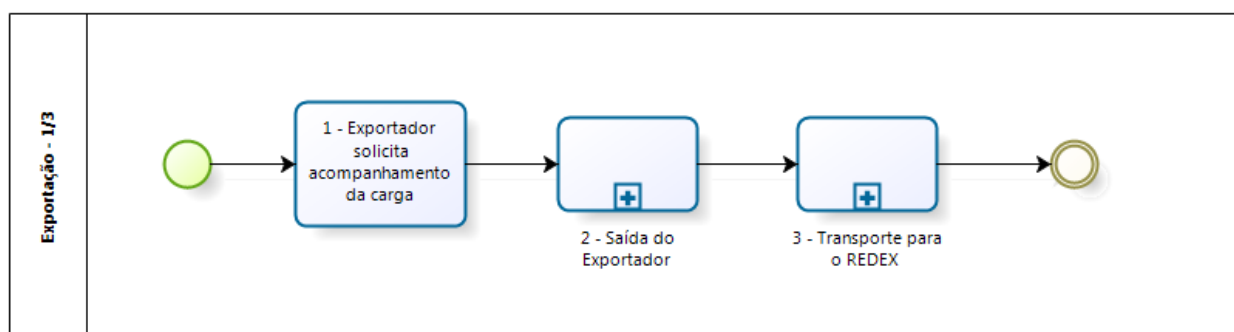 Exportação - 1/3
1 - Exportador
solicita
acompanhamento
da carga
2 - Saída do
Exportador
3 - Transporte para
o REDEX